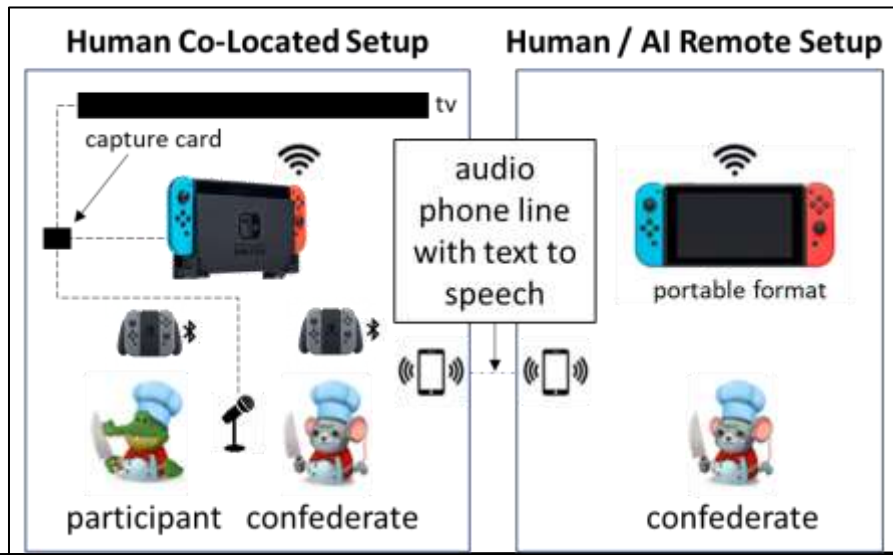 Human Co-Located Setup
Human / AI Remote Setup
tv
capture card
audio
phone line
with text to
speech
portable format
participant
confederate
confederate